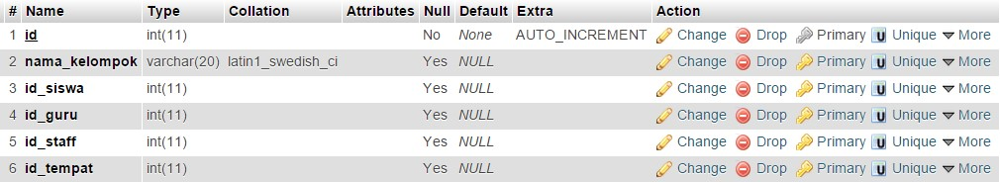 # Name Type Collation Attributes Null Default Extra Action
1 id int(11) No None AUTO_INCREMENT Change Drop Primary U Unique More
2 nama_kelompok varchar(20) latin1_swedish_ci Yes NULL Change Drop Primary U Unique More
3 id_siswa int(11) Yes NULL Change Drop Primary U Unique More
4 id_guru int(11) Yes NULL Change Drop Primary U Unique More
5 id_staff int(11) Yes NULL Change Drop Primary U Unique More
6 id_tempat int(11) Yes NULL Change Drop Primary U Unique More